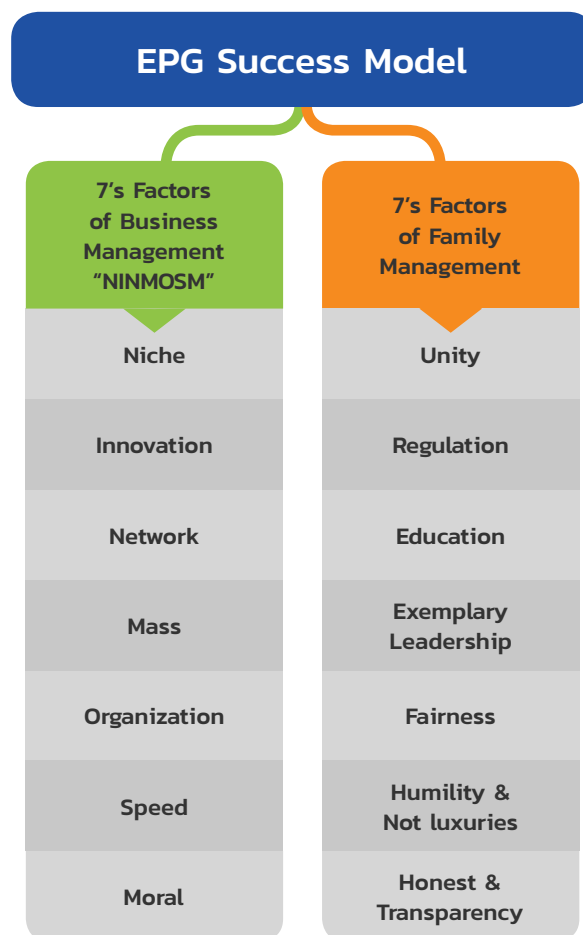 EPG Success Model
7’s Factors
of Business
Management
“NINMOSM”
Niche
Innovation
Network
Mass
Organization
Speed
Moral
7’s Factors
of Family
Management
Unity
Regulation
Education
Exemplary
Leadership
Fairness
Humility &
Not luxuries
Honest &
Transparency